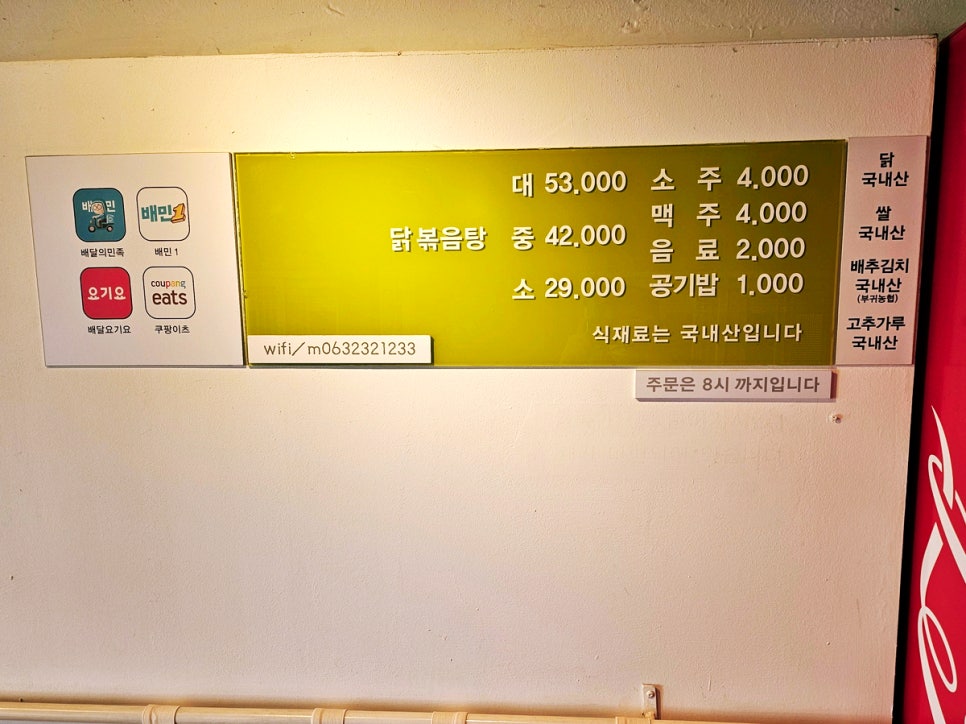 배민
배달의민족
배민1
배민 1
요기요
배달요기요
coupang
eats
쿠팡이츠
닭볶음탕
대 53.000
중 42.000
소 29.000
소 주 4.000
맥 주 4.000
음 료 2.000
공기밥 1.000
식재료는 국내산입니다
wifi/m0632321233
주문은 8시 까지입니다
닭
국내산
쌀
국내산
배추김치
국내산
(부귀농협)
고추가루
국내산